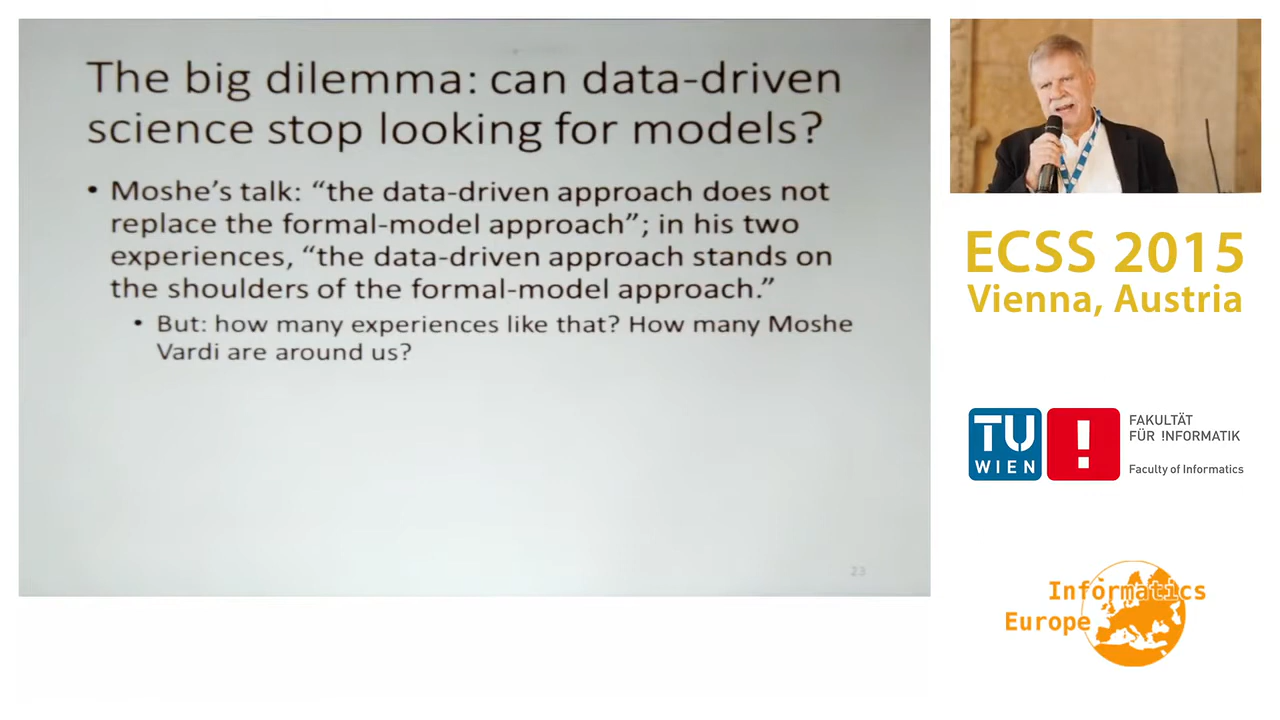 The big dilemma: can data-driven
science stop looking for models?
• Moshe's talk: “the data-driven approach does not
replace the formal-model approach”; in his two
experiences, “the data-driven approach stands on
the shoulders of the formal-model approach.”
• But: how many experiences like that? How many Moshe
Vardi are around us?
23
ECSS 2015
Vienna, Austria
TU
WIEN
!
FAKULTÄT
FÜR !NFORMATIK
Faculty of Informatics
Informatics
Europe